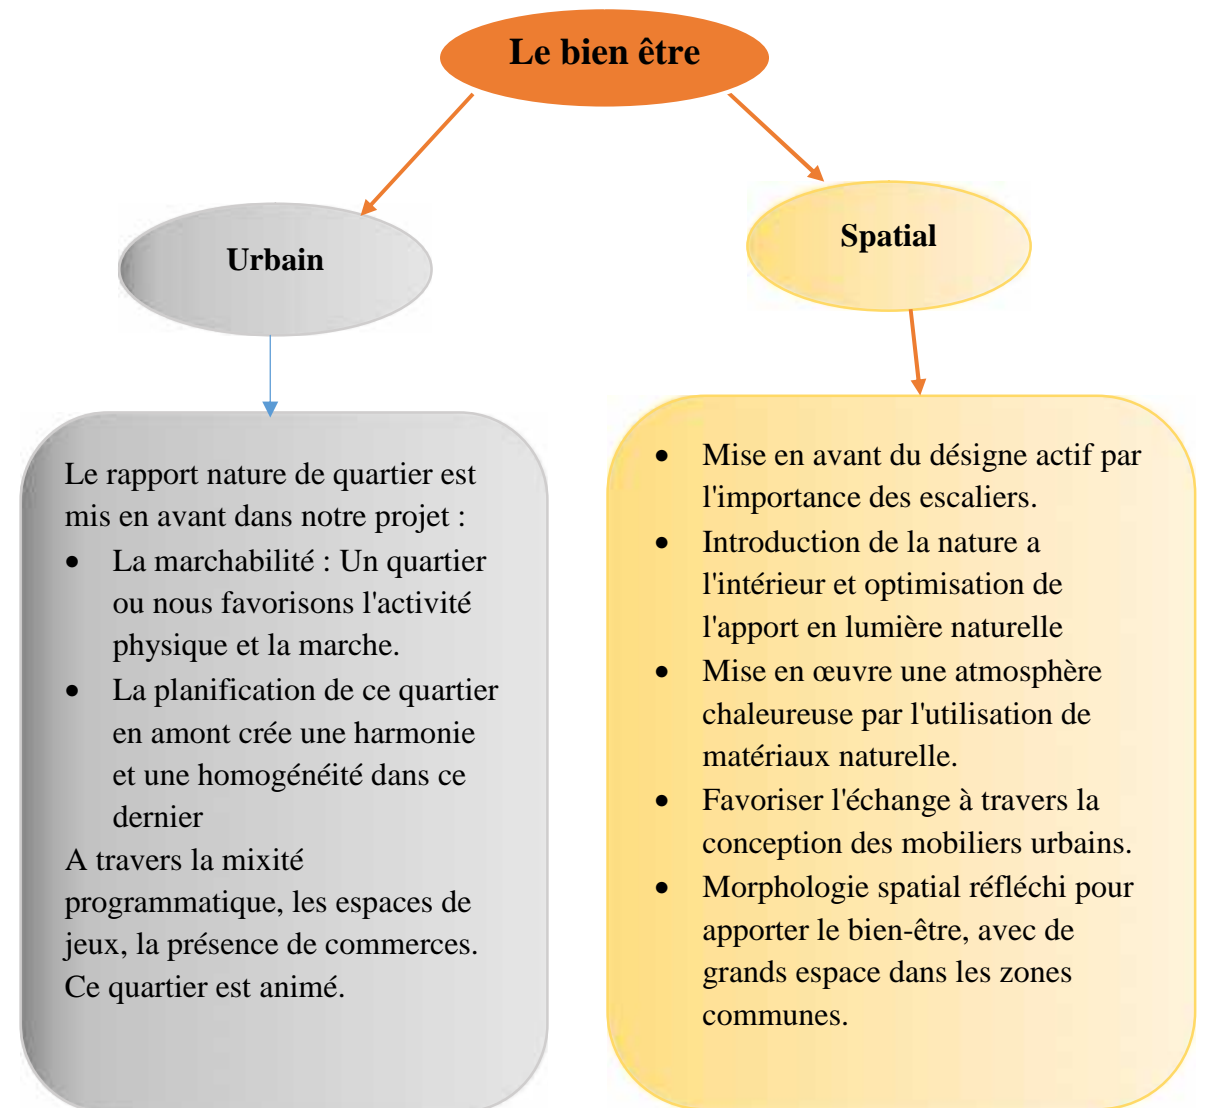 Le bien être
Urbain
Spatial
Le rapport nature de quartier est
mis en avant dans notre projet :
• La marchabilité : Un quartier
ou nous favorisons l'activité
physique et la marche.
• La planification de ce quartier
en amont crée une harmonie
et une homogénéité dans ce
dernier
A travers la mixité
programmatique, les espaces de
jeux, la présence de commerces.
Ce quartier est animé.
• Mise en avant du désigne actif par
l'importance des escaliers.
• Introduction de la nature a
l'intérieur et optimisation de
l'apport en lumière naturelle
• Mise en œuvre une atmosphère
chaleureuse par l'utilisation de
matériaux naturelle.
• Favoriser l'échange à travers la
conception des mobiliers urbains.
• Morphologie spatial réfléchi pour
apporter le bien-être, avec de
grands espace dans les zones
communes.